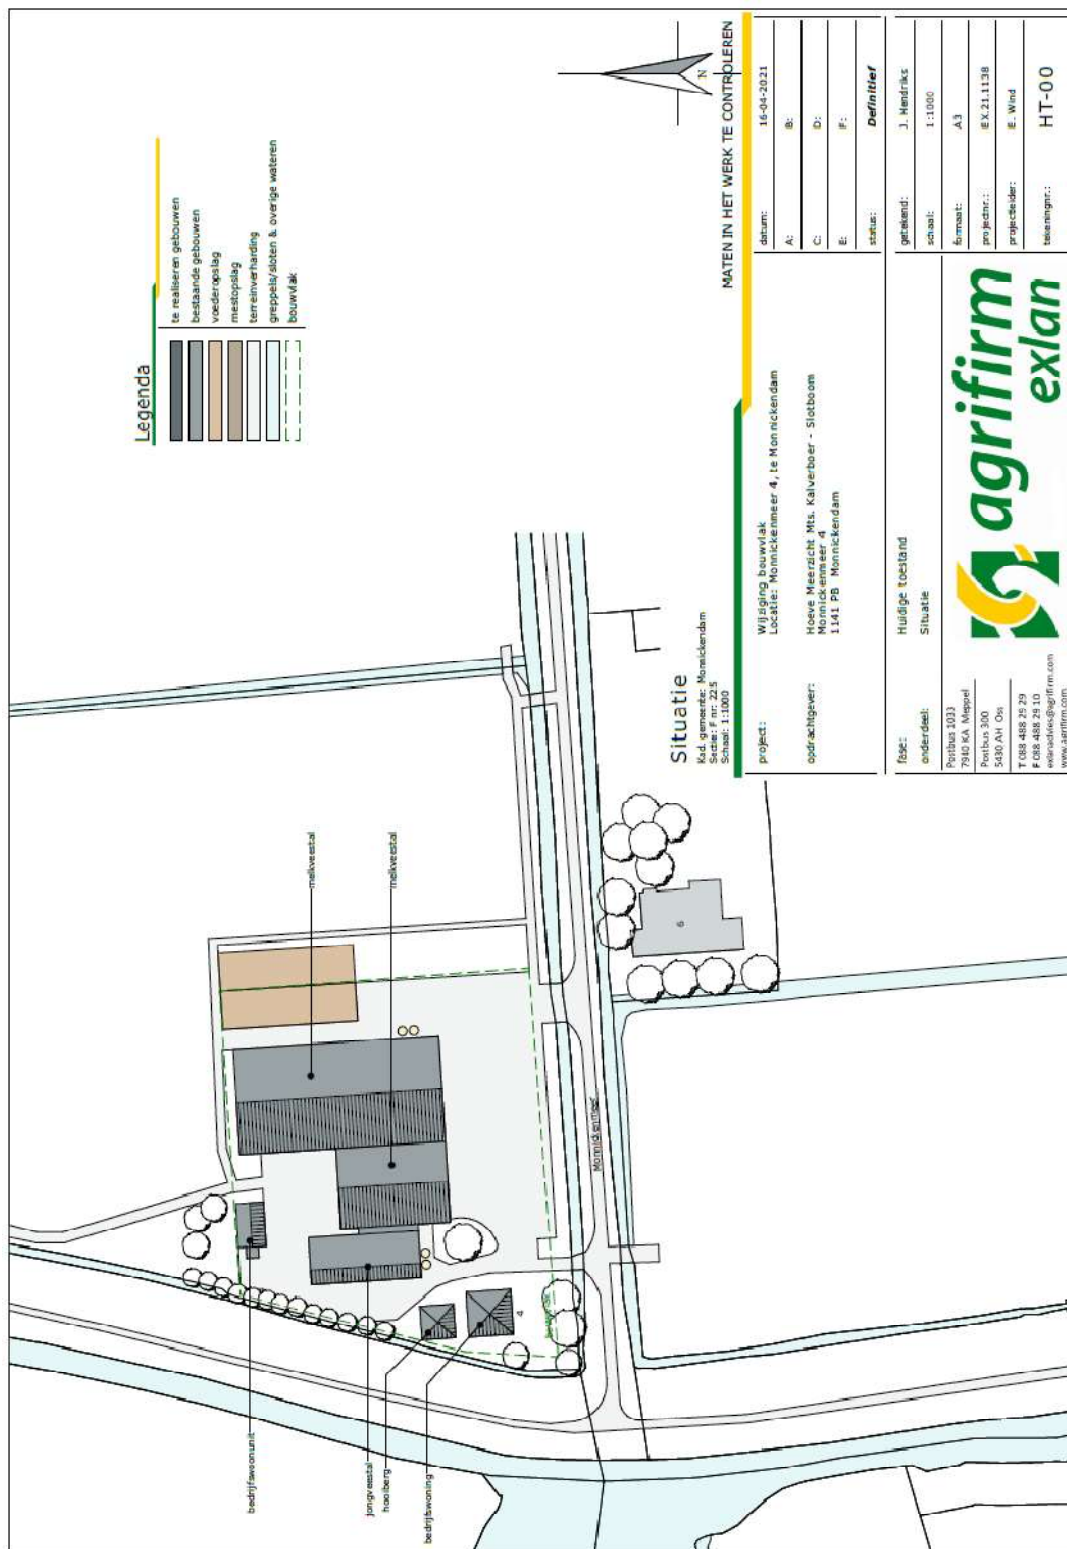 Legenda
te realiseren gebouwen
bestaande gebouwen
voederopslag
mestopslag
terreinverharding
greppels/sloten & overige wateren
bouwvlak
N
melkveestal
melkveestal
bedrijfswoonunit
jongveestal
hooiberg
bedrijfswoning
4
bouwvlak
Monnickenmeer
6
Situatie
Kad. gemeente: Monnickendam
Sectie: F nr: 225
Schaal: 1:1000
MATEN IN HET WERK TE CONTROLEREN
project: Wijziging bouwvlak
Locatie: Monnickenmeer 4, te Monnickendam
opdrachtgever: Hoeve Meerzicht Mts. Kalverboer - Slotboom
Monnickenmeer 4
1141 PB Monnickendam
datum: 16-04-2021
A: B:
C: D:
E: F:
status: Definitief
fase: Huidige toestand
onderdeel: Situatie
getekend: J. Hendriks
schaal: 1:1000
formaat: A3
projectnr.: EX.21.1138
projectleider: E. Wind
tekeningnr.: HT-00
Postbus 1033
7940 KA Meppel
Postbus 300
5430 AH Oss
T 088 488 29 29
F 088 488 29 10
exlanadvies@agrifirm.com
www.agrifirm.com
agrifirm
exlan